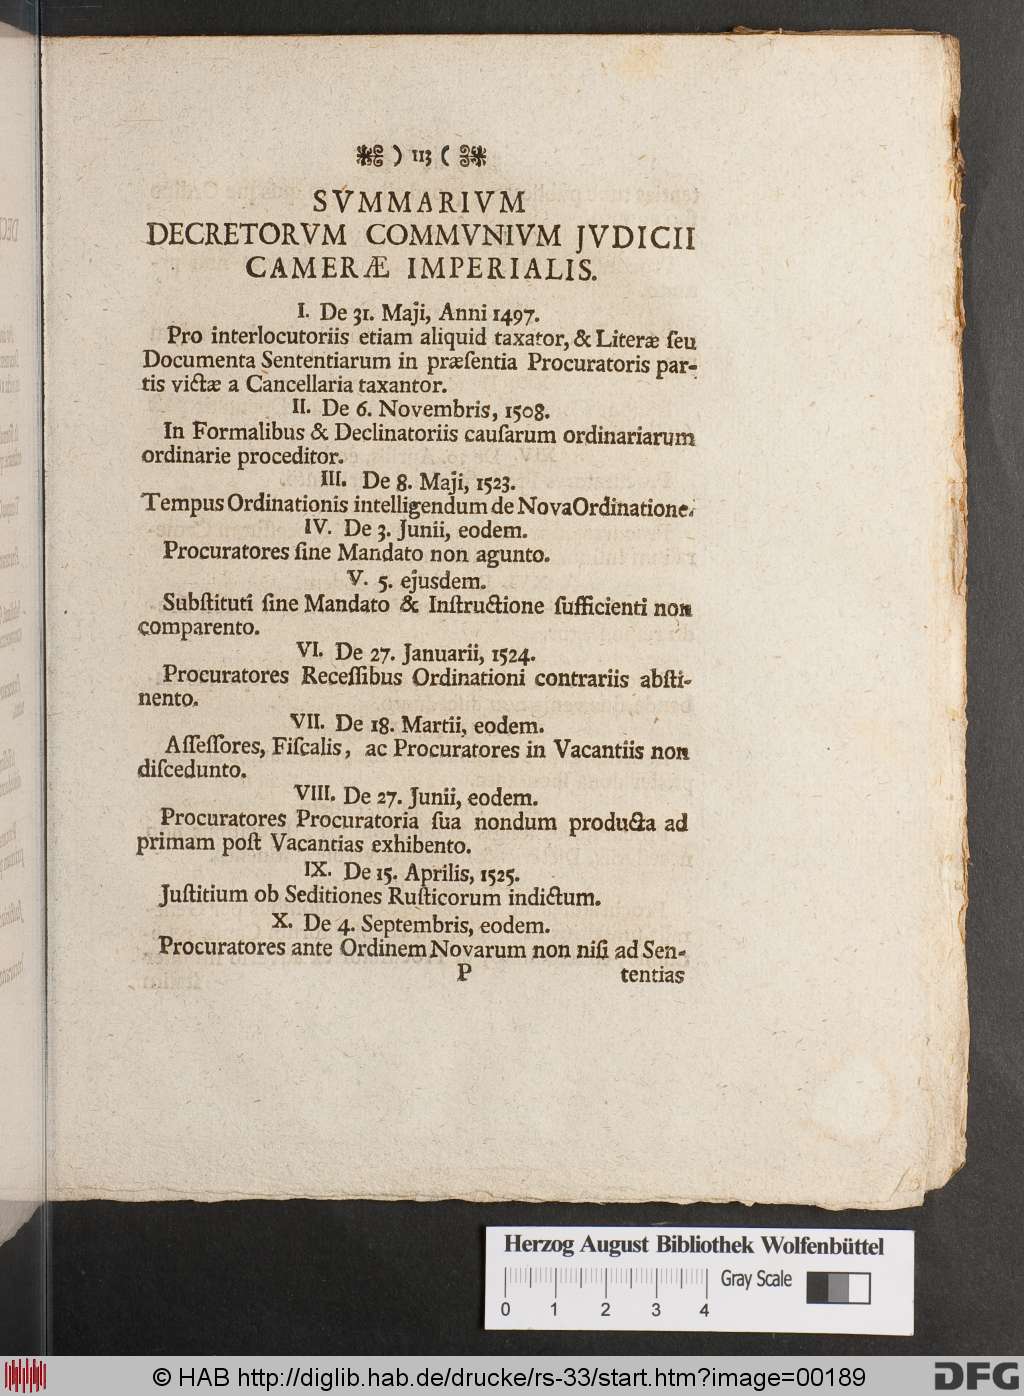 ) 113 (
SVMMARIVM
DECRETORVM COMMVNIVM JVDICII
CAMERÆ IMPERIALIS.
I. De 31. Maji, Anni 1497.
Pro interlocutoriis etiam aliquid taxator, & Literæ ſeu
Documenta Sententiarum in præſentia Procuratoris par-
tis victæ a Cancellaria taxantor.
II. De 6. Novembris, 1508.
In Formalibus & Declinatoriis cauſarum ordinariarum
ordinarie proceditor.
III. De 8. Maji, 1523.
Tempus Ordinationis intelligendum de Nova Ordinatione.
IV. De 3. Junii, eodem.
Procuratores ſine Mandato non agunto.
V. 5. ejusdem.
Subſtituti ſine Mandato & Inſtructione ſufficienti non
comparento.
VI. De 27. Januarii, 1524.
Procuratores Receſſibus Ordinationi contrariis abſti-
nento.
VII. De 18. Martii, eodem.
Aſſeſſores, Fiſcalis, ac Procuratores in Vacantiis non
diſcedunto.
VIII. De 27. Junii, eodem.
Procuratores Procuratoria ſua nondum producta ad
primam poſt Vacantias exhibento.
IX. De 15. Aprilis, 1525.
Juſtitium ob Seditiones Ruſticorum indictum.
X. De 4. Septembris, eodem.
Procuratores ante Ordinem Novarum non niſi ad Sen-
P tentias
Herzog August Bibliothek Wolfenbüttel
Gray Scale
0 1 2 3 4
© HAB http://diglib.hab.de/drucke/rs-33/start.htm?image=00189
DFG